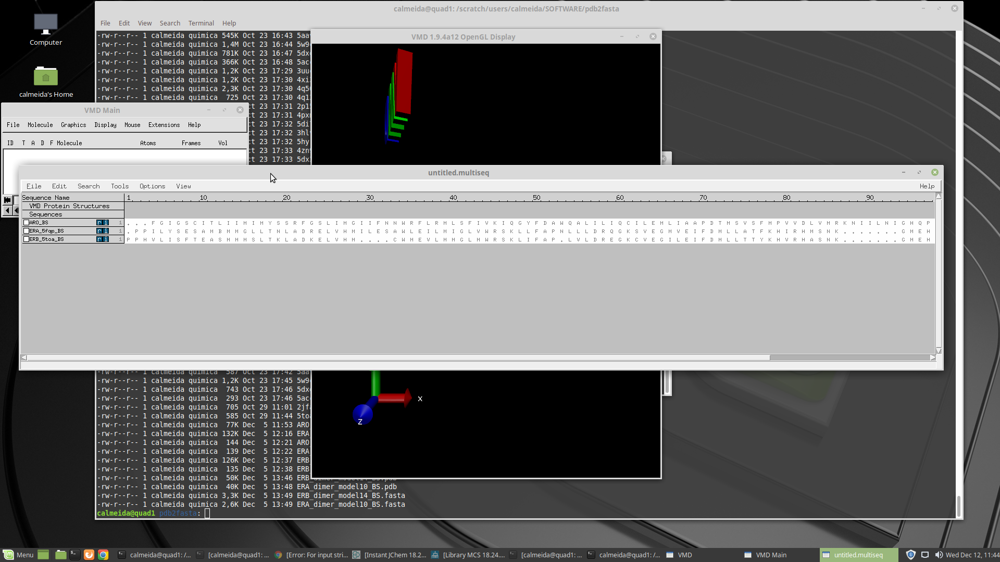 calmeida@quad1: /scratch/users/calmeida/SOFTWARE/pdb2fasta
File Edit View Search Terminal Help
Computer
calmeida's Home
-rw-r--r-- 1 calmeida quimica 545K Oct 23 16:43 5aa
-rw-r--r-- 1 calmeida quimica 1,4M Oct 23 16:44 5w9
-rw-r--r-- 1 calmeida quimica 781K Oct 23 16:47 5dx
-rw-r--r-- 1 calmeida quimica 366K Oct 23 16:48 5ac
-rw-r--r-- 1 calmeida quimica 1,2K Oct 23 17:29 3uu
-rw-r--r-- 1 calmeida quimica 1,2K Oct 23 17:30 4xi
-rw-r--r-- 1 calmeida quimica 2,3K Oct 23 17:30 4q5
-rw-r--r-- 1 calmeida quimica 725 Oct 23 17:30 4q1
ct 23 17:31 2p1
ct 23 17:31 4px
ct 23 17:32 5di
ct 23 17:32 3hl
ct 23 17:32 5hy
ct 23 17:33 4zn
ct 23 17:33 5dx
VMD 1.9.4a12 OpenGL Display
VMD Main
File Molecule Graphics Display Mouse Extensions Help
ID T A D F Molecule Atoms Frames Vol
untitled.multiseq
File Edit Search Tools Options View Help
Sequence Name 1 10 20 30 40 50 60 70 80 90
VMD Protein Structures
Sequences
ARO_BS r i 1 . . . F G I G S C I T L I I M I M Y S S R F G S L I M G I I F N N W R F L R M L S F I V K I Q G Y F D A W Q A L I L I Q C I L E M L I A A P D T M S V S F M P V V D L V M R K N I I L N I G H Q P
ERA_5fqp_BS r i 1 . P P I L Y S E S A M B M M G L L T N L A D R E L V H M I L E S A W L E I L M I G L V W R S K L L F A P N L L L D R Q G K M V E G M V E I F D M L L A T F K H I R H M S N K . . . . . . . G M E H
ERB_5toa_BS r i 1 P P H V L I S F T E A S M M M S L T K L A D K E L V H M . . . . C W M E V L M M G L M W R S K L I F A P . L V L D R E G K C V E G I L E I F D M L L T T Y K H V R H A S N K . . . . . . . G M E H
-rw-r--r-- 1 calmeida quimica 587 Oct 23 17:42 5aa
-rw-r--r-- 1 calmeida quimica 1,2K Oct 23 17:45 5w9
-rw-r--r-- 1 calmeida quimica 743 Oct 23 17:46 5dx
-rw-r--r-- 1 calmeida quimica 293 Oct 23 17:46 5ac
-rw-r--r-- 1 calmeida quimica 705 Oct 29 11:01 2jf
-rw-r--r-- 1 calmeida quimica 585 Oct 29 11:44 5to
-rw-r--r-- 1 calmeida quimica 77K Dec 5 11:53 ARO
-rw-r--r-- 1 calmeida quimica 132K Dec 5 12:16 ERA
-rw-r--r-- 1 calmeida quimica 144 Dec 5 12:21 ARO
-rw-r--r-- 1 calmeida quimica 139 Dec 5 12:22 ERA
-rw-r--r-- 1 calmeida quimica 126K Dec 5 12:37 ERB
-rw-r--r-- 1 calmeida quimica 135 Dec 5 12:38 ERB
-rw-r--r-- 1 calmeida quimica 50K Dec 5 13:46 ERB_dimer_model14_BS.pdb
-rw-r--r-- 1 calmeida quimica 40K Dec 5 13:48 ERA_dimer_model10_BS.pdb
-rw-r--r-- 1 calmeida quimica 3,3K Dec 5 13:49 ERB_dimer_model14_BS.fasta
-rw-r--r-- 1 calmeida quimica 2,6K Dec 5 13:49 ERA_dimer_model10_BS.fasta
calmeida@quad1 pdb2fasta:
x
z
Menu calmeida@quad1: /... [calmeida@quad1: ... [Error: For input stri... [Instant JChem 18.2... [Library MCS 18.24.... [calmeida@quad1: ... calmeida@quad1: /... VMD VMD Main untitled.multiseq Wed Dec 12, 11:44